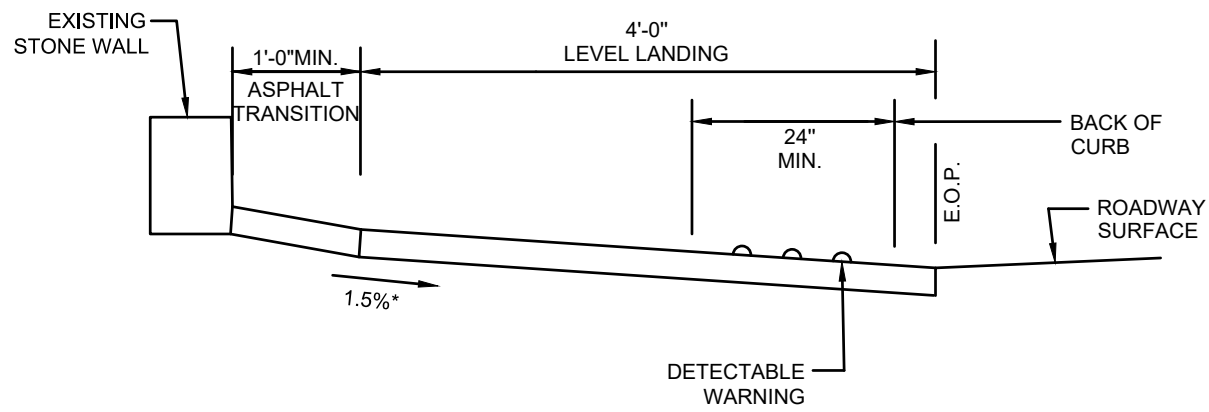 EXISTING
STONE WALL
1'-0"MIN.
ASPHALT
TRANSITION
4'-0"
LEVEL LANDING
24"
MIN.
BACK OF
CURB
E.O.P.
ROADWAY
SURFACE
1.5%*
DETECTABLE
WARNING